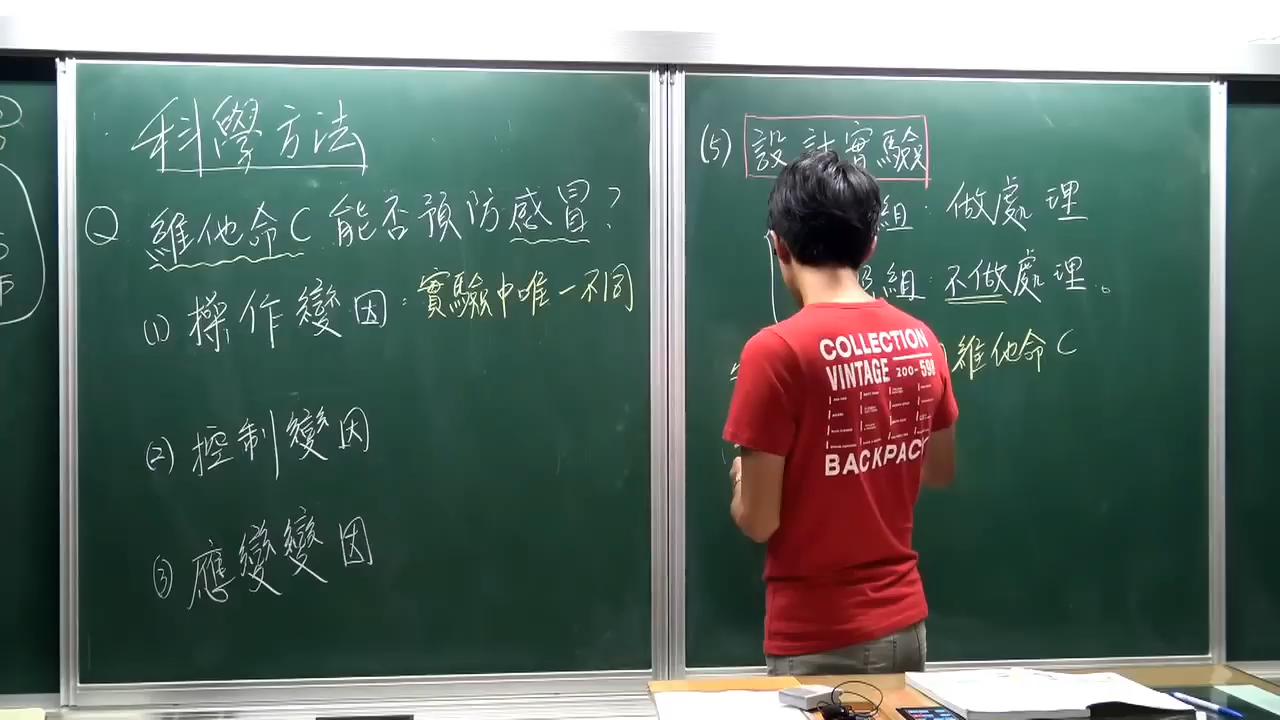 科學方法
Q 維他命C能否預防感冒?
(1) 操作變因:實驗中唯一不同
(2) 控制變因
(3) 應變變因
(5) 設計實驗
組:做處理
照組:不做處理。
維他命C
COLLECTION
VINTAGE 200-598
BACKPACK